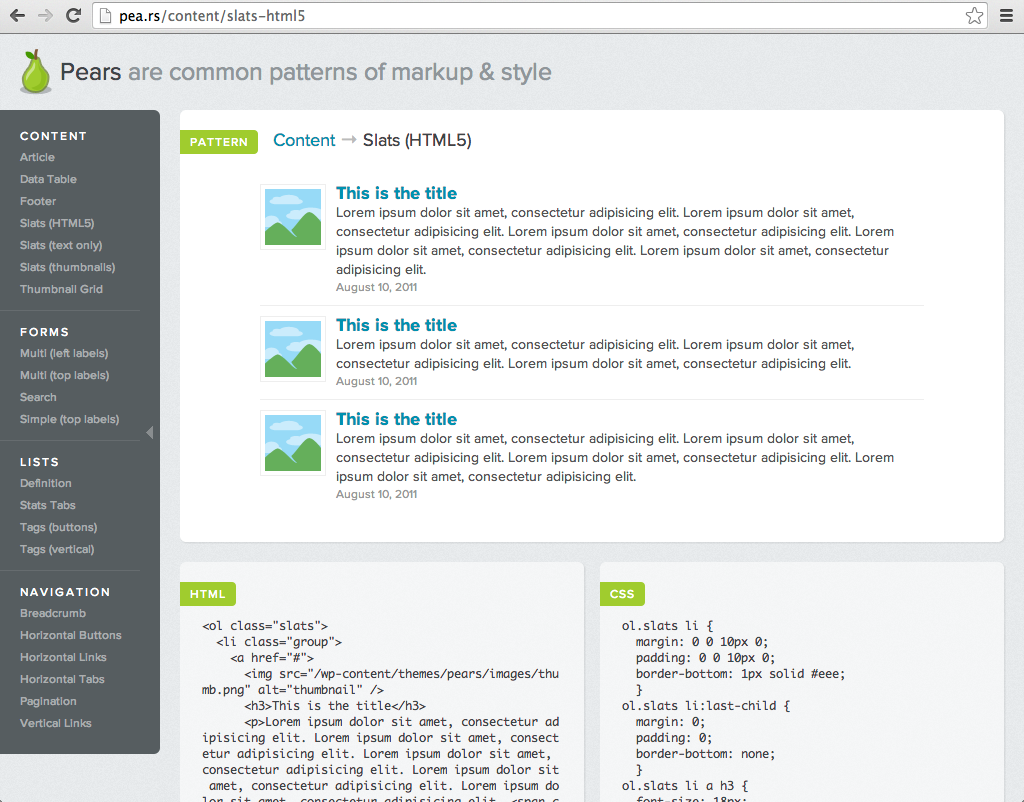 pea.rs/content/slats-html5
Pears are common patterns of markup & style
CONTENT
Article
Data Table
Footer
Slats (HTML5)
Slats (text only)
Slats (thumbnails)
Thumbnail Grid
FORMS
Multi (left labels)
Multi (top labels)
Search
Simple (top labels)
LISTS
Definition
Stats Tabs
Tags (buttons)
Tags (vertical)
NAVIGATION
Breadcrumb
Horizontal Buttons
Horizontal Links
Horizontal Tabs
Pagination
Vertical Links
PATTERN
Content → Slats (HTML5)
This is the title
Lorem ipsum dolor sit amet, consectetur adipisicing elit. Lorem ipsum dolor sit amet,
consectetur adipisicing elit. Lorem ipsum dolor sit amet, consectetur adipisicing elit. Lorem
ipsum dolor sit amet, consectetur adipisicing elit. Lorem ipsum dolor sit amet, consectetur
adipisicing elit.
August 10, 2011
This is the title
Lorem ipsum dolor sit amet, consectetur adipisicing elit. Lorem ipsum dolor sit amet,
consectetur adipisicing elit. Lorem ipsum dolor sit amet, consectetur adipisicing elit.
August 10, 2011
This is the title
Lorem ipsum dolor sit amet, consectetur adipisicing elit. Lorem ipsum dolor sit amet,
consectetur adipisicing elit. Lorem ipsum dolor sit amet, consectetur adipisicing elit. Lorem
ipsum dolor sit amet, consectetur adipisicing elit.
August 10, 2011
HTML
<ol class="slats">
<li class="group">
<a href="#">
<img src="/wp-content/themes/pears/images/thu
mb.png" alt="thumbnail" />
<h3>This is the title</h3>
<p>Lorem ipsum dolor sit amet, consectetur ad
ipisicing elit. Lorem ipsum dolor sit amet, consect
etur adipisicing elit. Lorem ipsum dolor sit amet,
consectetur adipisicing elit. Lorem ipsum dolor sit
amet, consectetur adipisicing elit. Lorem ipsum do
lor sit amet, consectetur adipisicing elit. <span c
CSS
ol.slats li {
margin: 0 0 10px 0;
padding: 0 0 10px 0;
border-bottom: 1px solid #eee;
}
ol.slats li:last-child {
margin: 0;
padding: 0;
border-bottom: none;
}
ol.slats li a h3 {
font-size: 18px;